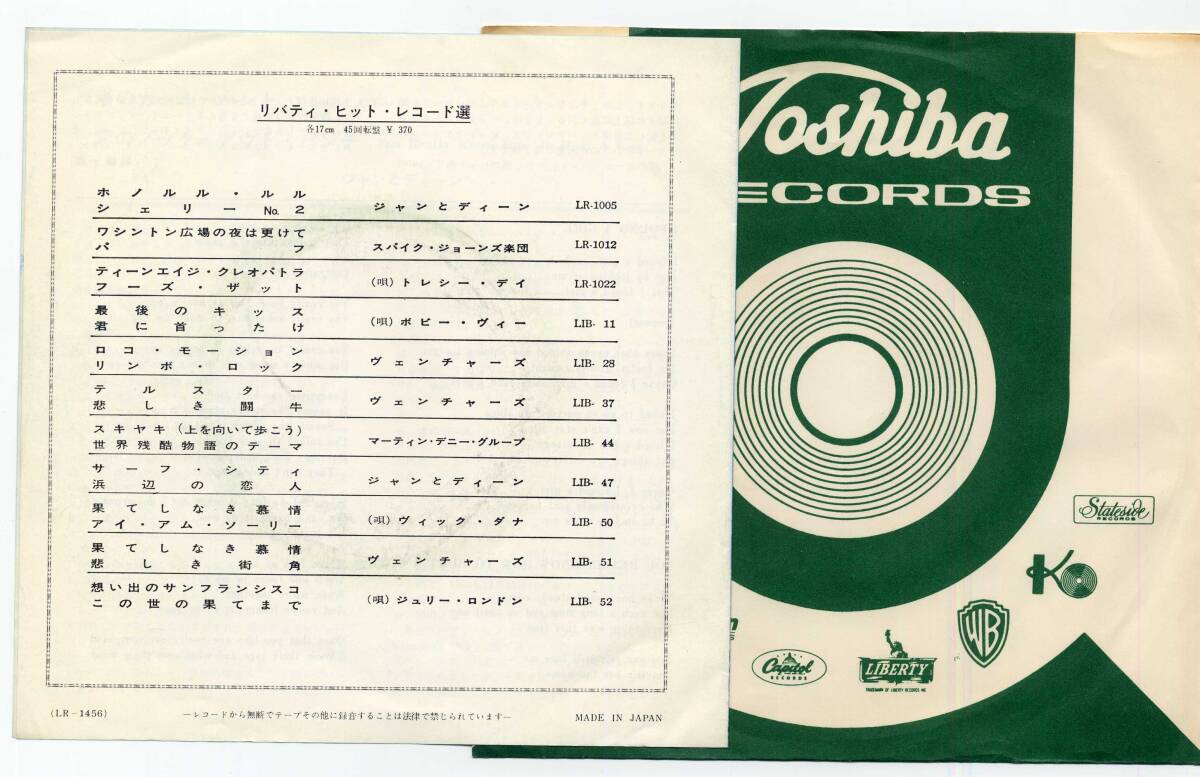 リバティ・ヒット・レコード選
各17cm 45回転盤 ¥ 370
ホノルル・ルル
シェリー No. 2 ジャンとディーン LR-1005
ワシントン広場の夜は更けて
パフ スパイク・ジョーンズ楽団 LR-1012
ティーンエイジ・クレオパトラ
フーズ・ザット (唄)トレシー・デイ LR-1022
最後のキッス
君に首ったけ (唄)ボビー・ヴィー LIB- 11
ロコ・モーション
リンボ・ロック ヴェンチャーズ LIB- 28
テルスター
悲しき闘牛 ヴェンチャーズ LIB- 37
スキヤキ(上を向いて歩こう)
世界残酷物語のテーマ マーティン・デニー・グループ LIB- 44
サーフ・シティ
浜辺の恋人 ジャンとディーン LIB- 47
果てしなき慕情
アイ・アム・ソーリー (唄)ヴィック・ダナ LIB- 50
果てしなき慕情
悲しき街角 ヴェンチャーズ LIB- 51
想い出のサンフランシスコ
この世の果てまで (唄)ジュリー・ロンドン LIB- 52
(LR-1456) —レコードから無断でテープその他に録音することは法律で禁じられています— MADE IN JAPAN
Toshiba
ECORDS
Stateside
RECORDS
WB
Capitol
RECORDS
LIBERTY
TRADEMARK OF LIBERTY RECORDS INC